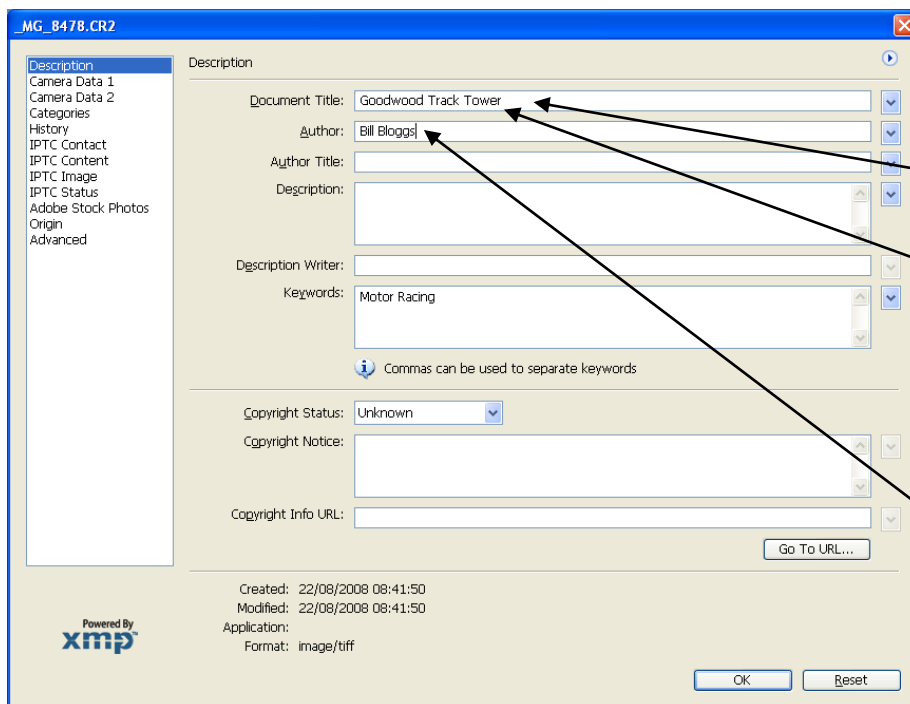 _MG_8478.CR2
Description
Camera Data 1
Camera Data 2
Categories
History
IPTC Contact
IPTC Content
IPTC Image
IPTC Status
Adobe Stock Photos
Origin
Advanced
Description
Document Title: Goodwood Track Tower
Author: Bill Bloggs
Author Title:
Description:
Description Writer:
Keywords: Motor Racing
Commas can be used to separate keywords
Copyright Status: Unknown
Copyright Notice:
Copyright Info URL:
Go To URL...
Created: 22/08/2008 08:41:50
Modified: 22/08/2008 08:41:50
Application:
Format: image/tiff
Powered By
xmp™
OK Reset